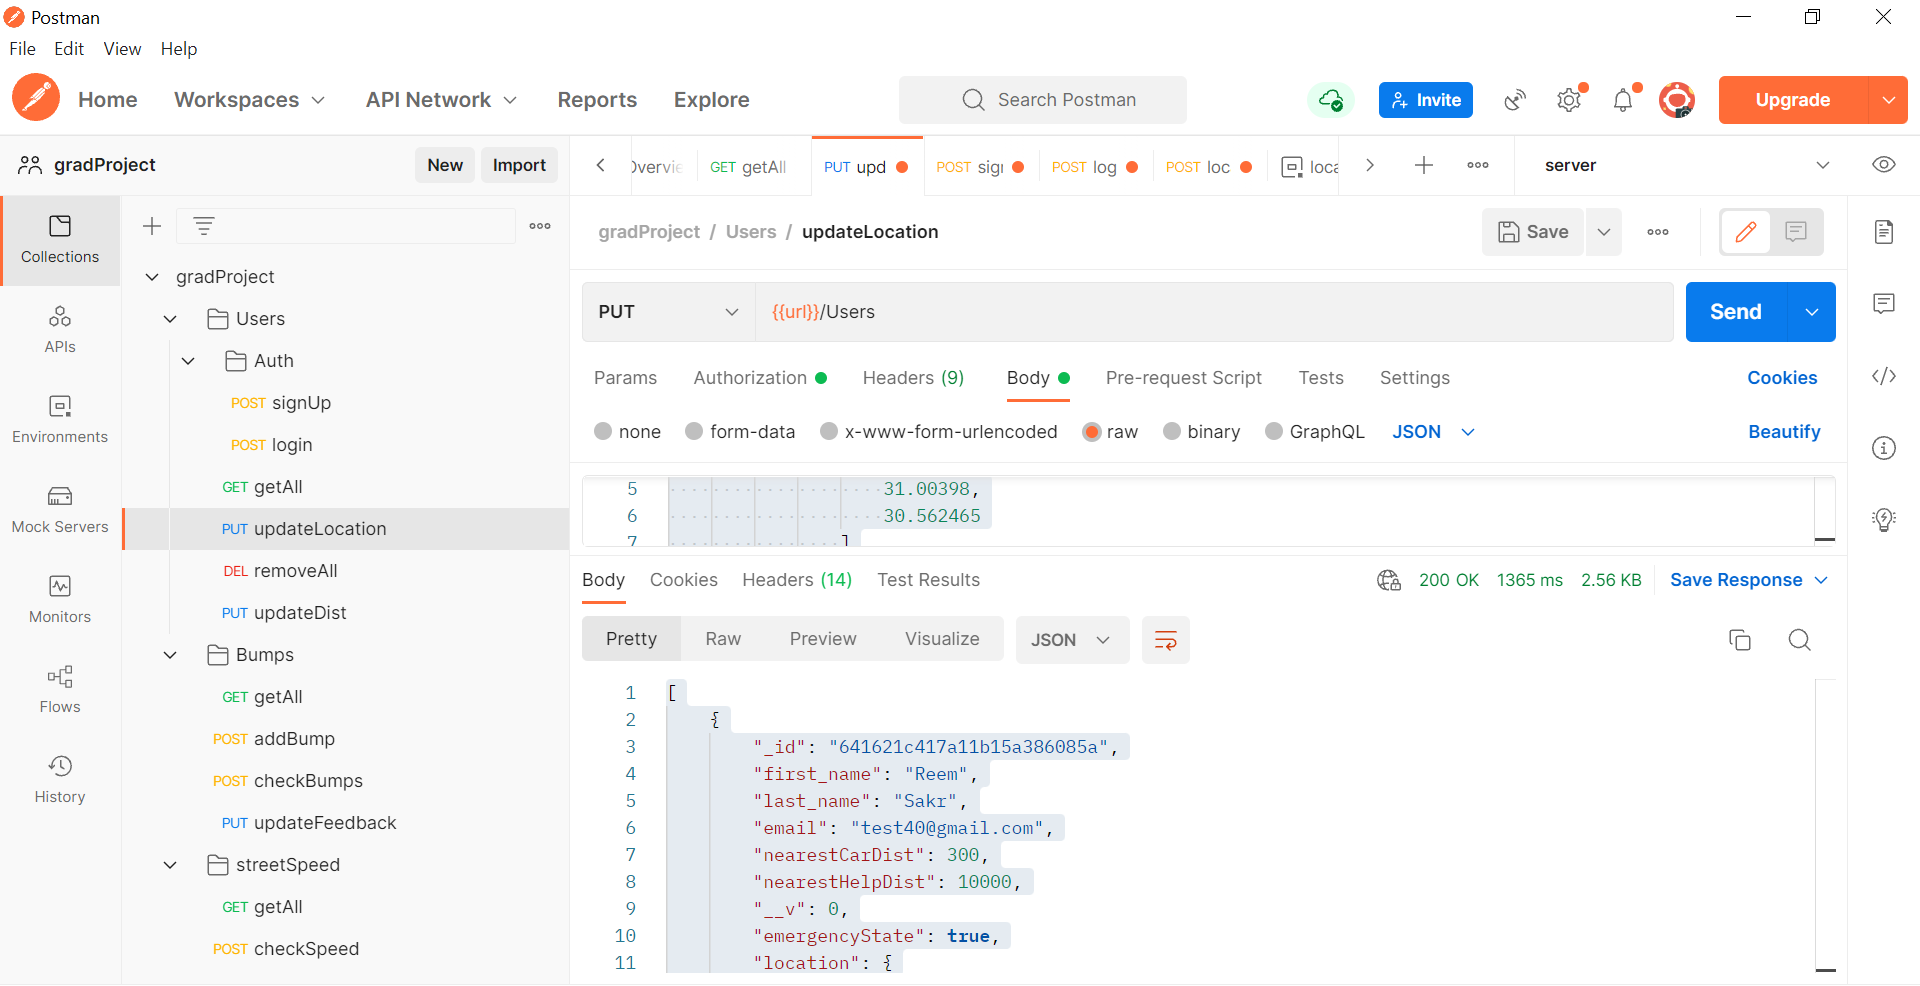 Postman
File Edit View Help
Home Workspaces API Network Reports Explore Search Postman Invite Upgrade
gradProject New Import
Overvie GET getAll PUT upd POST sig POST log POST loc loca server
Collections
APIs
Environments
Mock Servers
Monitors
Flows
History
gradProject
Users
Auth
POST signUp
POST login
GET getAll
PUT updateLocation
DEL removeAll
PUT updateDist
Bumps
GET getAll
POST addBump
POST checkBumps
PUT updateFeedback
streetSpeed
GET getAll
POST checkSpeed
gradProject / Users / updateLocation Save
PUT {{url}}/Users Send
Params Authorization Headers (9) Body Pre-request Script Tests Settings Cookies
none form-data x-www-form-urlencoded raw binary GraphQL JSON Beautify
5 31.00398,
6 30.562465
7 ]
Body Cookies Headers (14) Test Results 200 OK 1365 ms 2.56 KB Save Response
Pretty Raw Preview Visualize JSON
1 [
2 {
3 "_id": "641621c417a11b15a386085a",
4 "first_name": "Reem",
5 "last_name": "Sakr",
6 "email": "test40@gmail.com",
7 "nearestCarDist": 300,
8 "nearestHelpDist": 10000,
9 "__v": 0,
10 "emergencyState": true,
11 "location": {